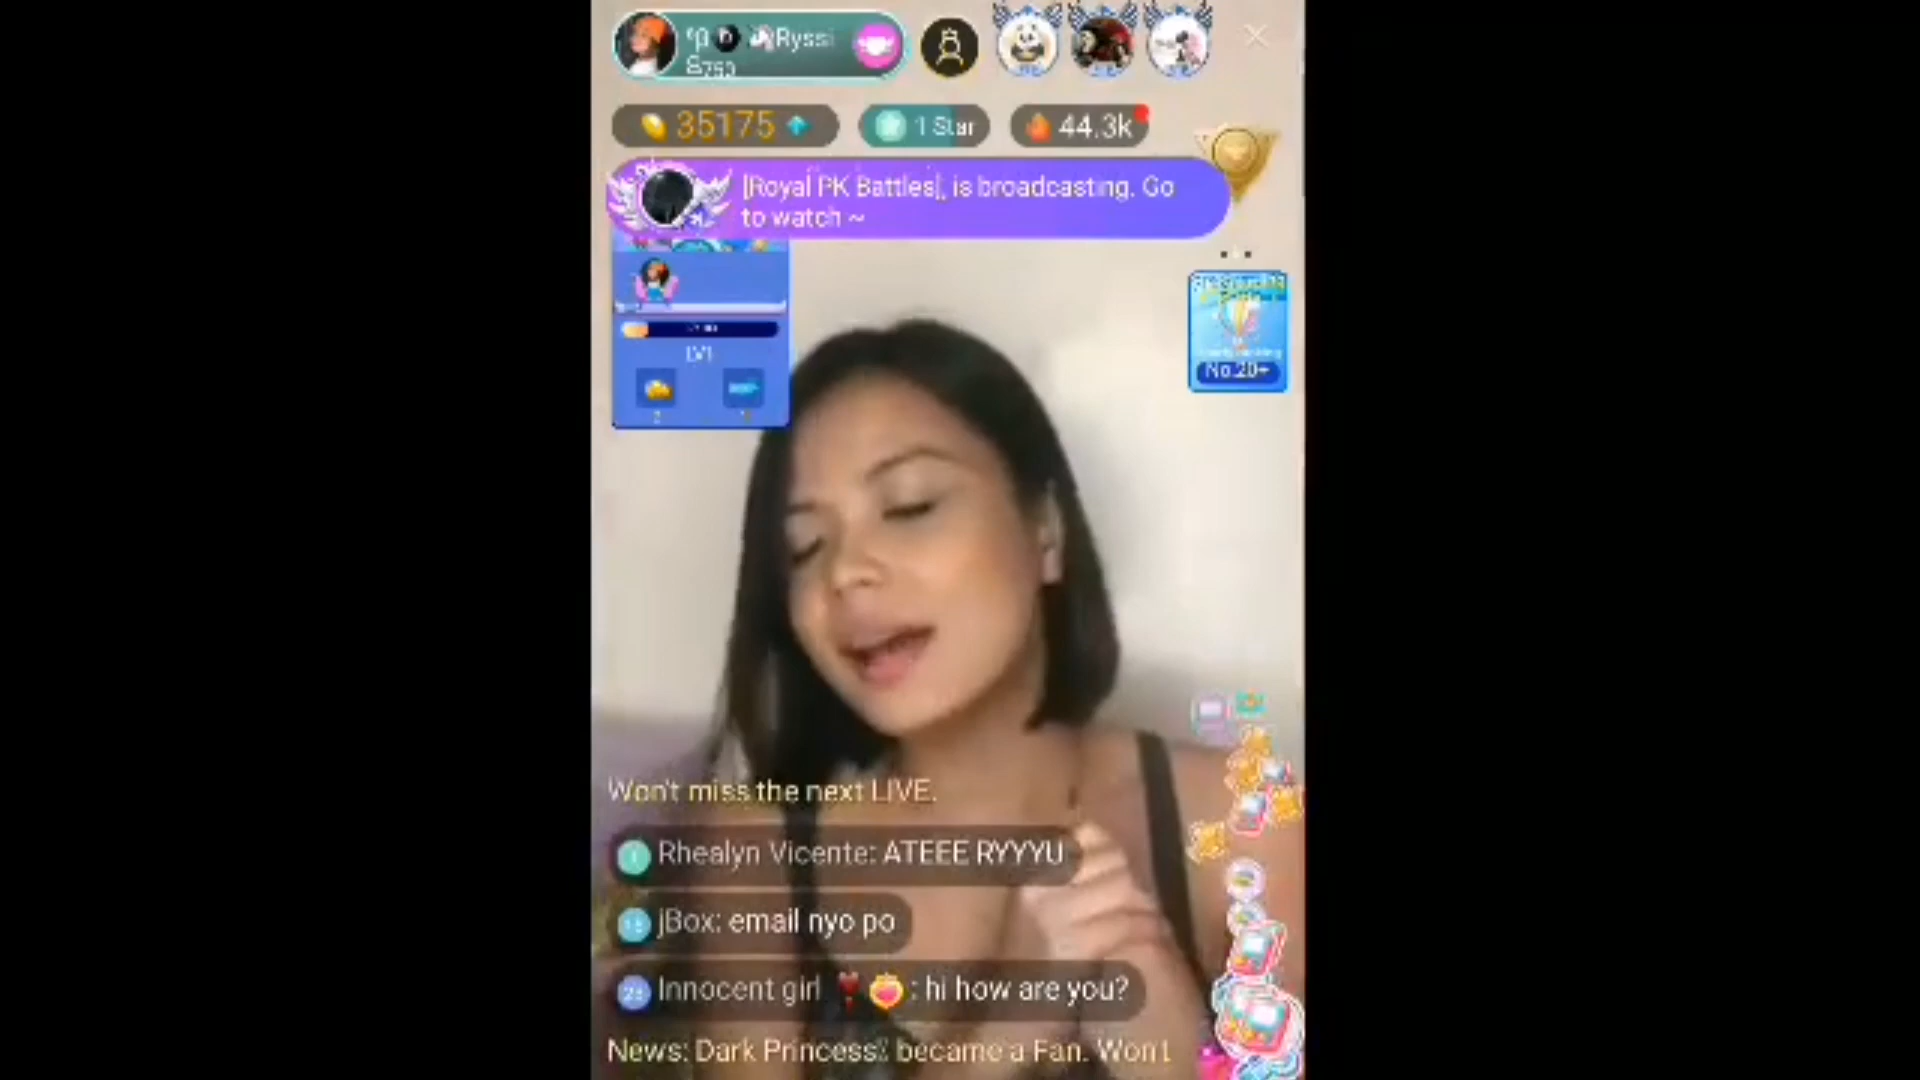 Ryssi
8750
35175
1 Star
44.3k
[Royal PK Battles], is broadcasting. Go
to watch ~
LV1
No.20+
Won't miss the next LIVE.
Rhealyn Vicente: ATEEE RYYYU
jBox: email nyo po
23 Innocent girl : hi how are you?
News: Dark Princess became a Fan. Won't